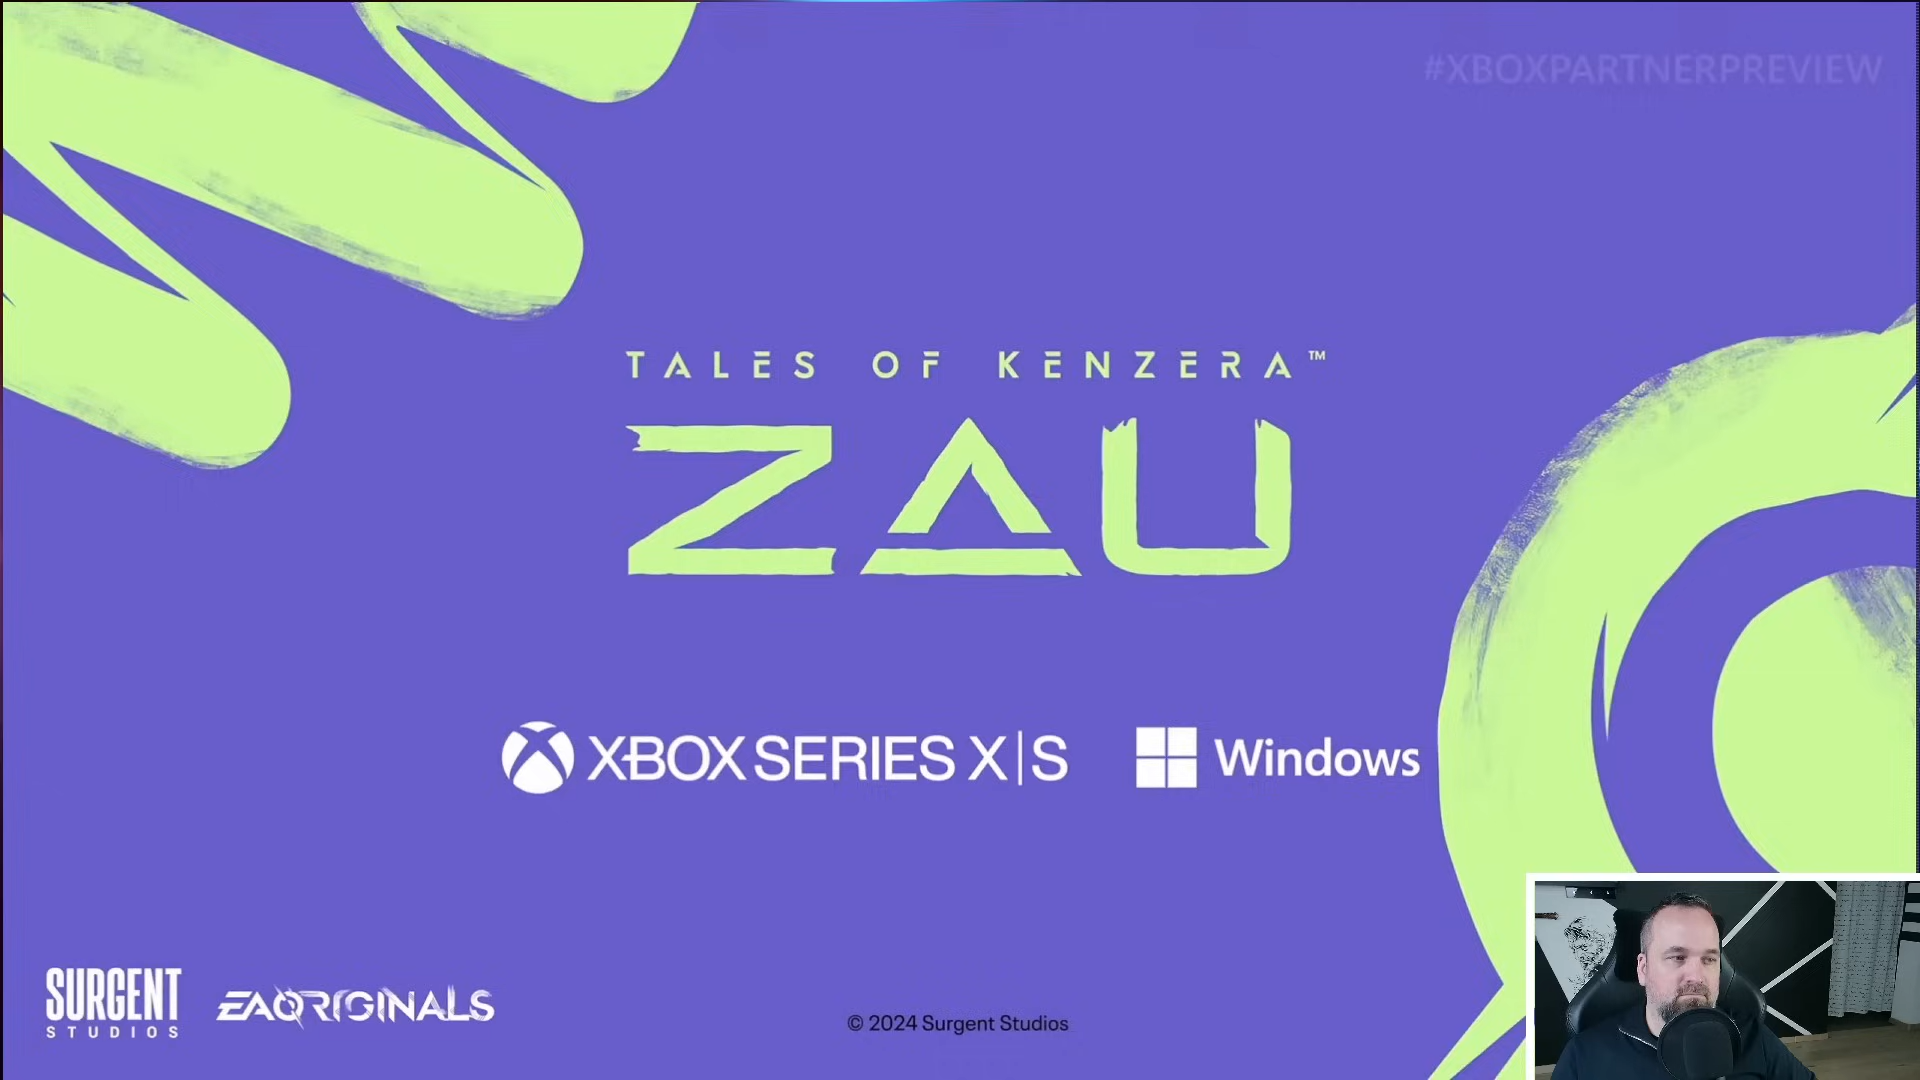 #XBOXPARTNERPREVIEW
TALES OF KENZERA™
ZAU
XBOX SERIES X|S
Windows
SURGENT
STUDIOS
EA ORIGINALS
© 2024 Surgent Studios